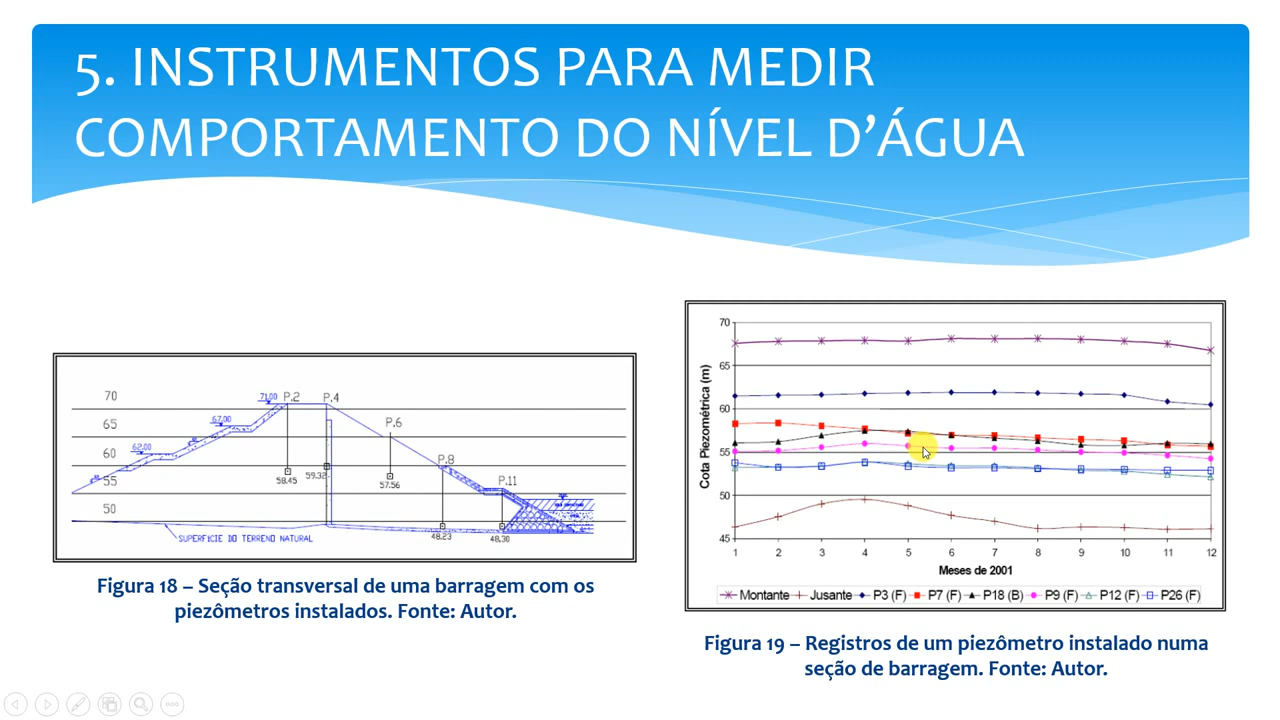 5. INSTRUMENTOS PARA MEDIR
COMPORTAMENTO DO NÍVEL D’ÁGUA
70
65
60
55
50
62.00
67.00
71.00
P.2
P.4
P.6
P.8
P.11
58.45
59.32
57.56
48.23
48.30
SUPERFICIE DO TERRENO NATURAL
Figura 18 – Seção transversal de uma barragem com os
piezômetros instalados. Fonte: Autor.
Cota Piezométrica (m)
70
65
60
55
50
45
1 2 3 4 5 6 7 8 9 10 11 12
Meses de 2001
Montante Jusante P3 (F) P7 (F) P18 (B) P9 (F) P12 (F) P26 (F)
Figura 19 – Registros de um piezômetro instalado numa
seção de barragem. Fonte: Autor.